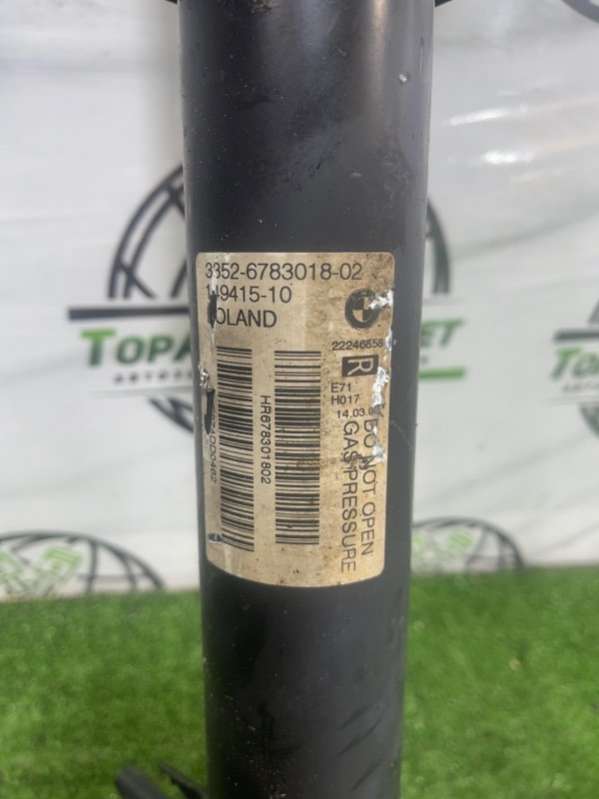 3352-6783018-02
149415-10
POLAND
22246658
R
E71
H017
14.03.0
HR678301802
DO NOT OPEN
GAS PRESSURE